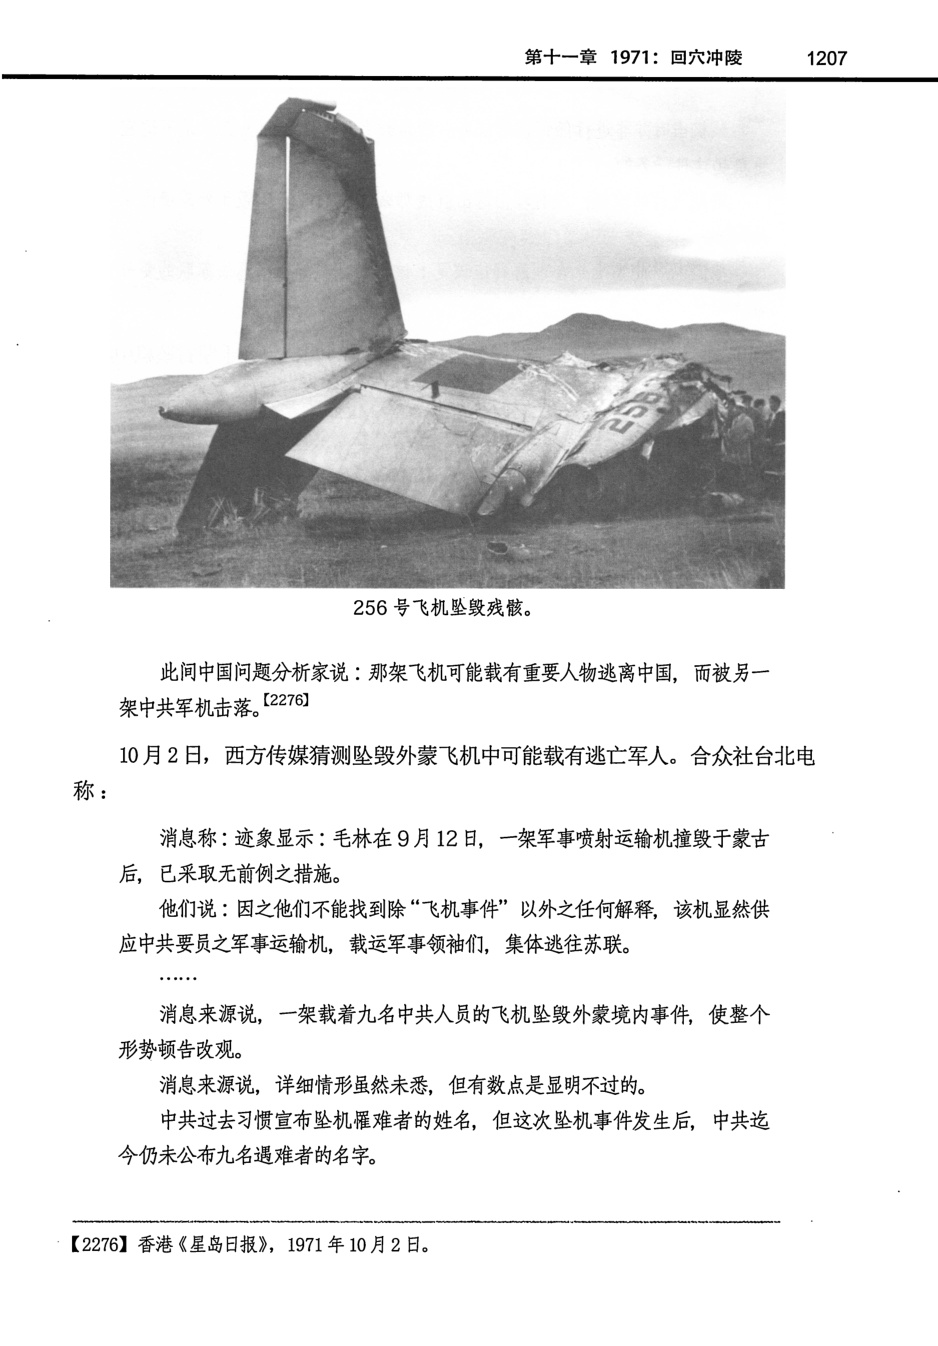 第十一章 1971：回穴冲陵 1207
256
256 号飞机坠毁残骸。
此间中国问题分析家说：那架飞机可能载有重要人物逃离中国，而被另一
架中共军机击落。【2276】
10 月 2 日，西方传媒猜测坠毁外蒙飞机中可能载有逃亡军人。合众社台北电
称：
消息称：迹象显示：毛林在 9 月 12 日，一架军事喷射运输机撞毁于蒙古
后，已采取无前例之措施。
他们说：因之他们不能找到除“飞机事件”以外之任何解释，该机显然供
应中共要员之军事运输机，载运军事领袖们，集体逃往苏联。
……
消息来源说，一架载着九名中共人员的飞机坠毁外蒙境内事件，使整个
形势顿告改观。
消息来源说，详细情形虽然未悉，但有数点是显明不过的。
中共过去习惯宣布坠机罹难者的姓名，但这次坠机事件发生后，中共迄
今仍未公布九名遇难者的名字。
【2276】香港《星岛日报》，1971 年 10 月 2 日。